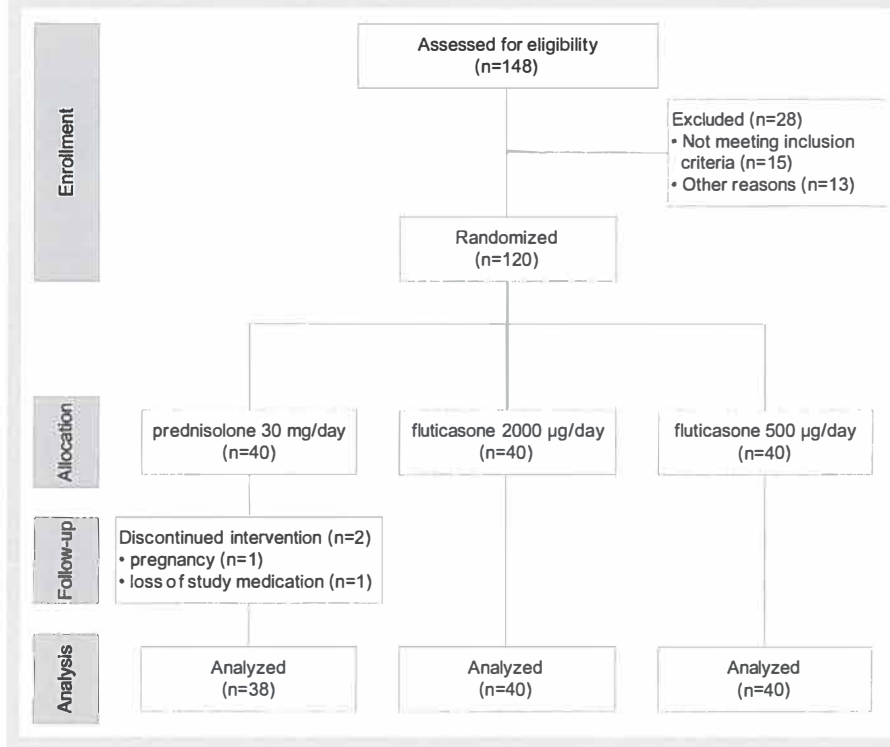 Enrollment
Assessed for eligibility
(n=148)
Excluded (n=28)
• Not meeting inclusion
criteria (n=15)
• Other reasons (n=13)
Randomized
(n=120)
Allocation
prednisolone 30 mg/day
(n=40)
fluticasone 2000 µg/day
(n=40)
fluticasone 500 µg/day
(n=40)
Follow-up
Discontinued intervention (n=2)
• pregnancy (n=1)
• loss of study medication (n=1)
Analysis
Analyzed
(n=38)
Analyzed
(n=40)
Analyzed
(n=40)